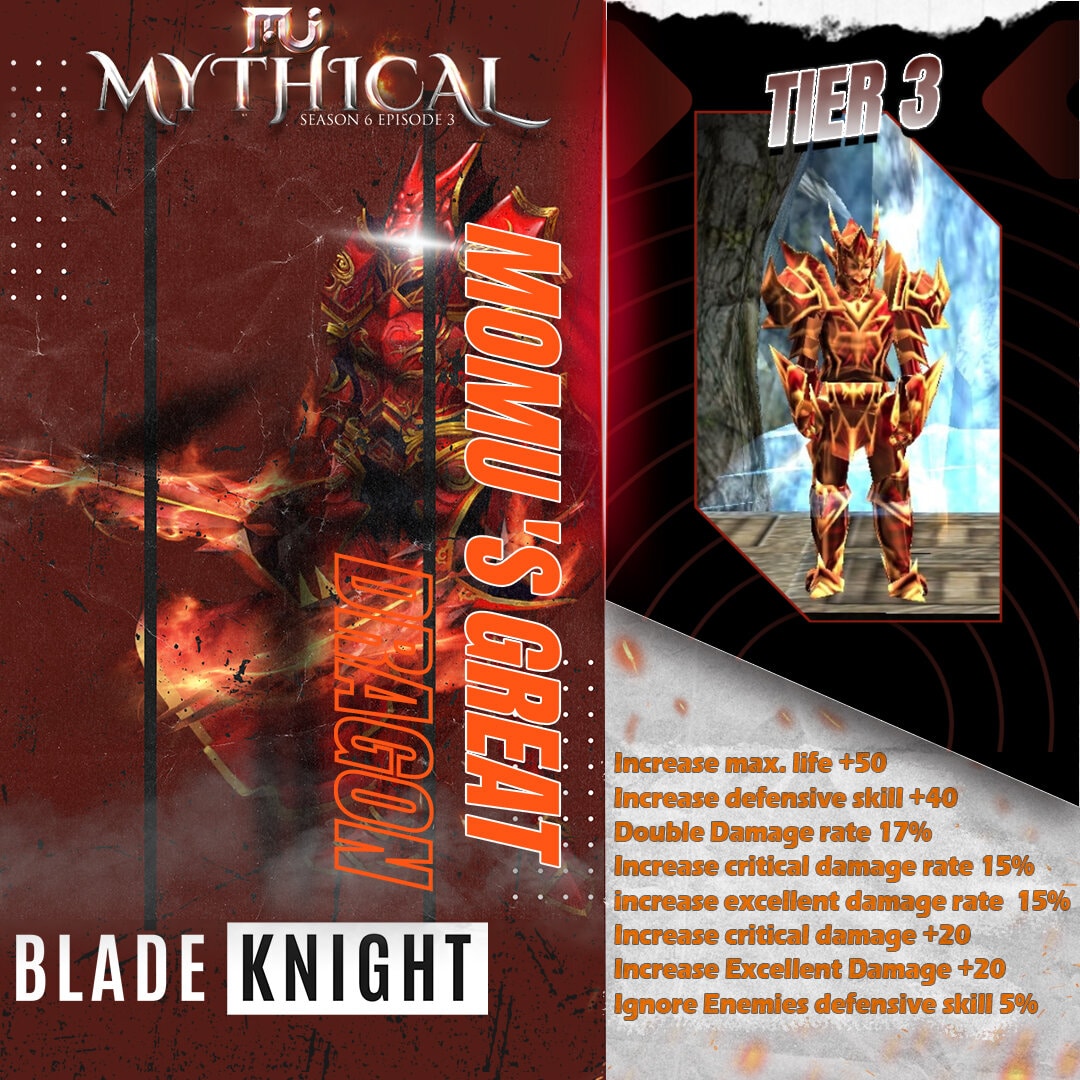 MU
MYTHICAL
SEASON 6 EPISODE 3
TIER 3
MOMU 'S GREAT
DRAGON
BLADE KNIGHT
Increase max. life +50
Increase defensive skill +40
Double Damage rate 17%
Increase critical damage rate 15%
increase excellent damage rate 15%
Increase critical damage +20
Increase Excellent Damage +20
Ignore Enemies defensive skill 5%